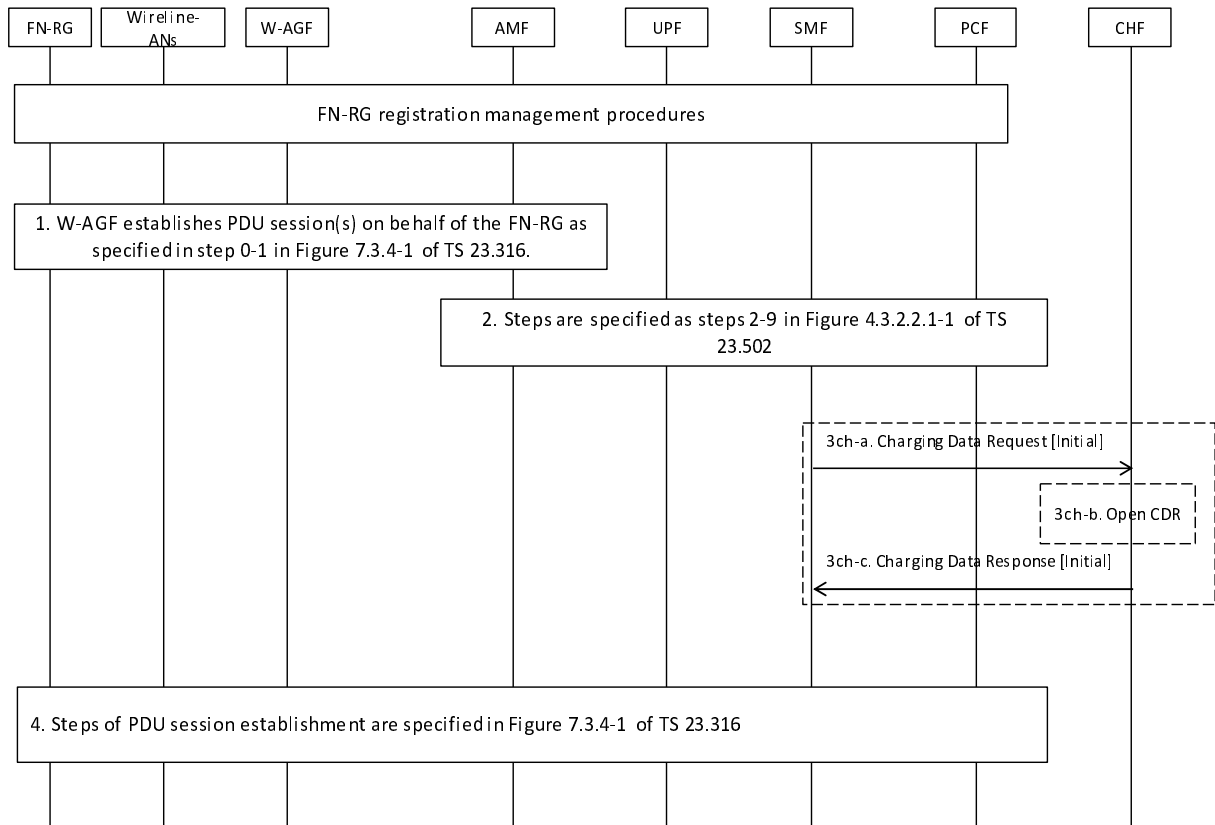 FN-RG
Wireline-
ANs
W-AGF
AMF
UPF
SMF
PCF
CHF
FN-RG registration management procedures
1. W-AGF establishes PDU session(s) on behalf of the FN-RG as
specified in step 0-1 in Figure 7.3.4-1 of TS 23.316.
2. Steps are specified as steps 2-9 in Figure 4.3.2.2.1-1 of TS
23.502
3ch-a. Charging Data Request [Initial]
3ch-b. Open CDR
3ch-c. Charging Data Response [Initial]
4. Steps of PDU session establishment are specified in Figure 7.3.4-1 of TS 23.316